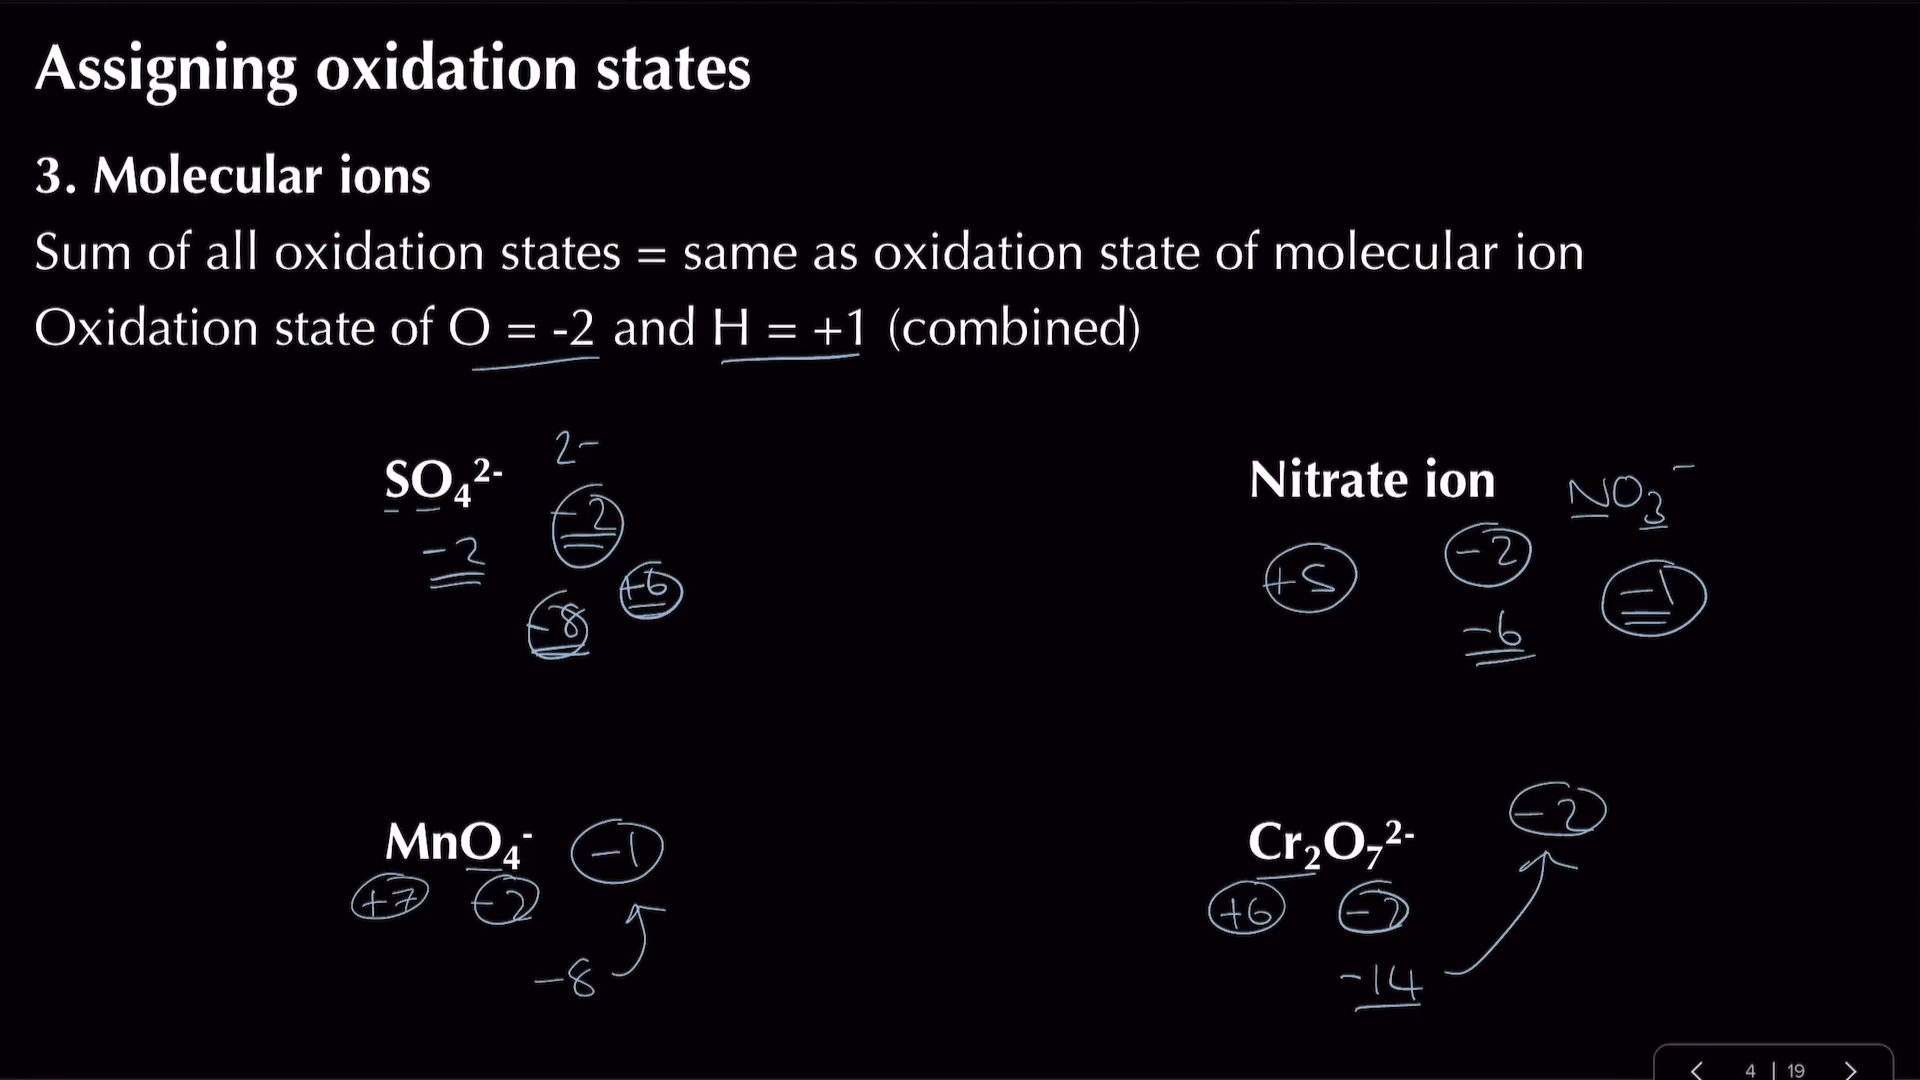 Assigning oxidation states
3. Molecular ions
Sum of all oxidation states = same as oxidation state of molecular ion
Oxidation state of O = -2 and H = +1 (combined)
SO₄²⁻
2-
-2
-2
+6
-8
Nitrate ion
NO₃⁻
+5
-2
-1
-6
MnO₄⁻
-1
+7
-2
-8
Cr₂O₇²⁻
-2
+6
-2
-14
4 | 19